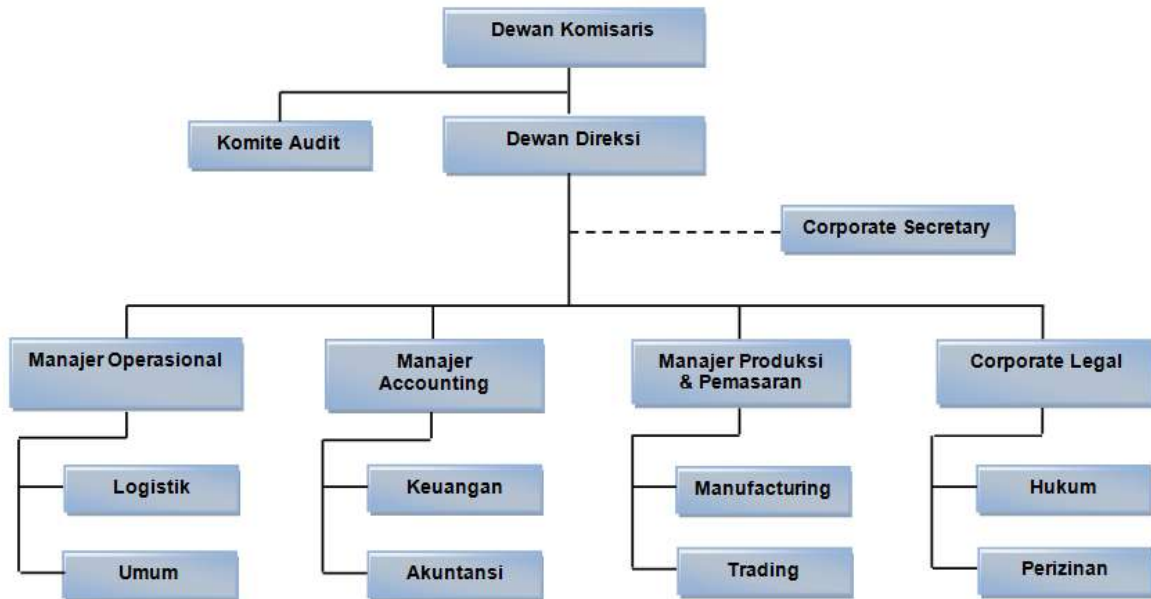 Dewan Komisaris
Komite Audit
Dewan Direksi
Corporate Secretary
Manajer Operasional
Manajer
Accounting
Manajer Produksi
& Pemasaran
Corporate Legal
Logistik
Keuangan
Manufacturing
Hukum
Umum
Akuntansi
Trading
Perizinan